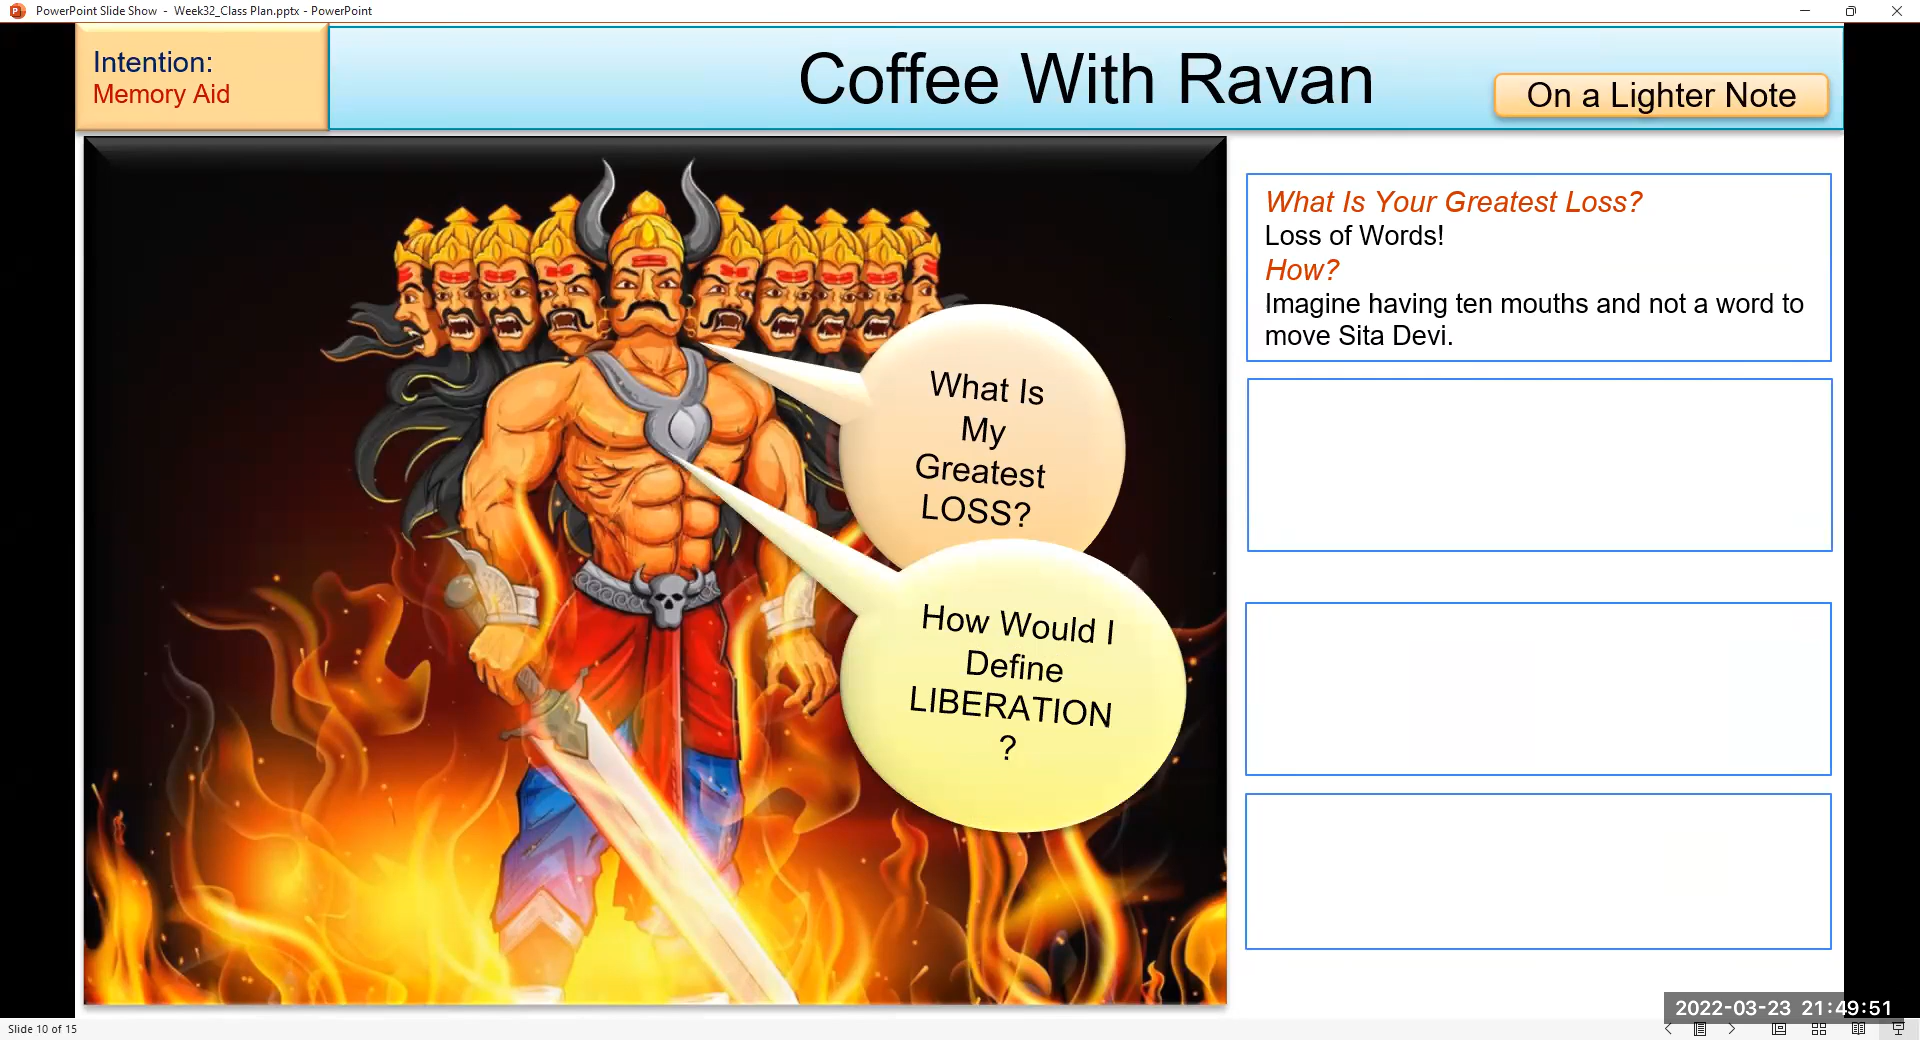 PowerPoint Slide Show - Week32_Class Plan.pptx - PowerPoint
Intention:
Memory Aid
Coffee With Ravan
On a Lighter Note
What Is Your Greatest Loss?
Loss of Words!
How?
Imagine having ten mouths and not a word to
move Sita Devi.
What Is
My
Greatest
LOSS?
How Would I
Define
LIBERATION
?
2022-03-23 21:49:51
Slide 10 of 15